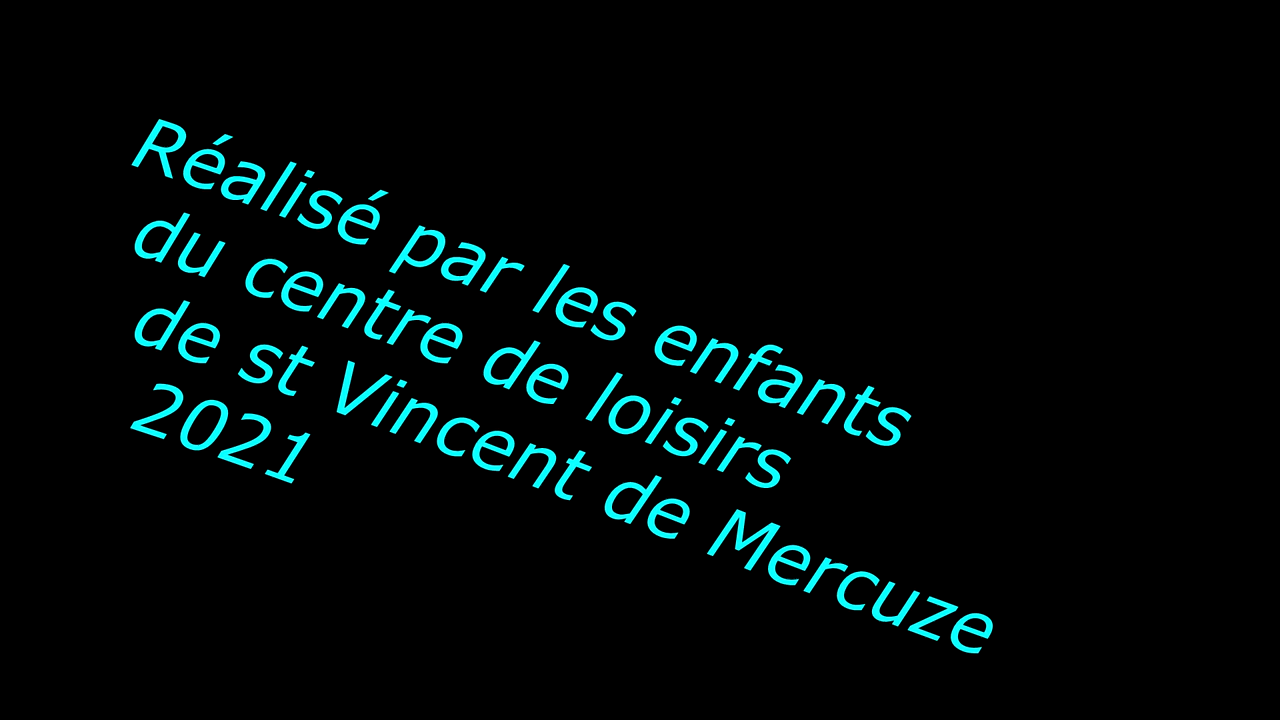 Réalisé par les enfants
du centre de loisirs
de st Vincent de Mercuze
2021